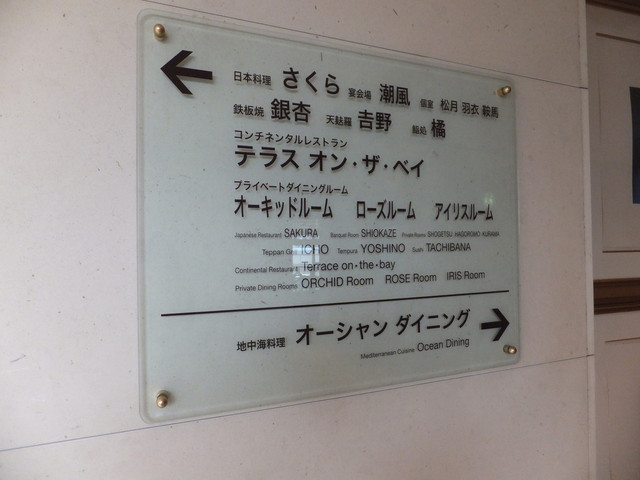 日本料理 さくら 宴会場 潮風 個室 松月 羽衣 鞍馬
鉄板焼 銀杏 天麩羅 吉野 鮨処 橘
コンチネンタルレストラン
テラス オン・ザ・ベイ
プライベートダイニングルーム
オーキッドルーム ローズルーム アイリスルーム
Japanese Restaurant SAKURA Banquet Room SHIOKAZE Private Rooms SHOGETSU HAGOROMO KURAMA
Teppan Grill ICHO Tempura YOSHINO Sushi TACHIBANA
Continental Restaurant Terrace on・the・bay
Private Dining Rooms ORCHID Room ROSE Room IRIS Room
地中海料理 オーシャン ダイニング
Mediterranean Cuisine Ocean Dining